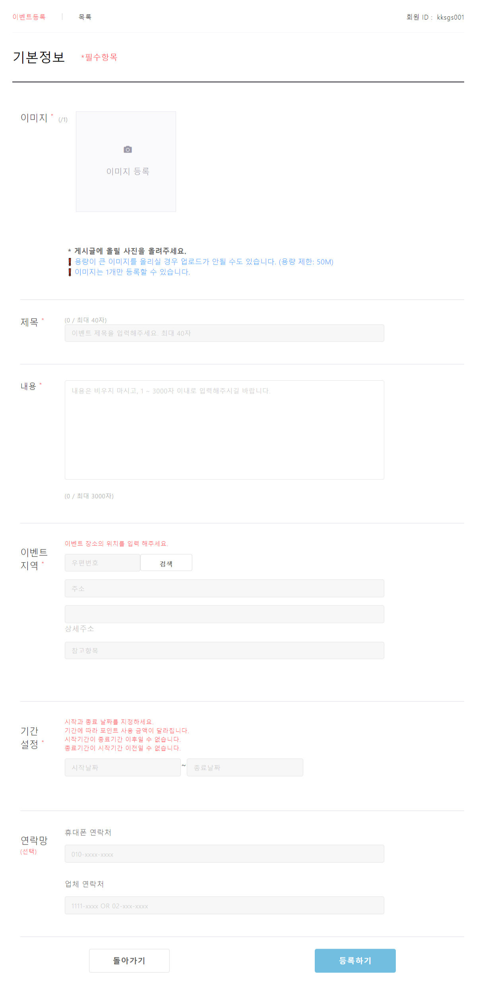 이벤트등록
목록
회원 ID : kksgs001
기본정보 *필수항목
이미지 * (/1)
이미지 등록
* 게시글에 올릴 사진을 올려주세요.
❗ 용량이 큰 이미지를 올리실 경우 업로드가 안될 수도 있습니다. (용량 제한: 50M)
❗ 이미지는 1개만 등록할 수 있습니다.
제목 *
(0 / 최대 40자)
이벤트 제목을 입력해주세요. 최대 40자
내용 *
내용은 비우지 마시고, 1 ~ 3000자 이내로 입력해주시길 바랍니다.
(0 / 최대 3000자)
이벤트 장소의 위치를 입력 해주세요.
이벤트
지역 *
우편번호
검색
주소
상세주소
참고항목
시작과 종료 날짜를 지정하세요.
기간에 따라 포인트 사용 금액이 달라집니다.
시작기간이 종료기간 이후일 수 없습니다.
종료기간이 시작기간 이전일 수 없습니다.
기간
설정 *
시작날짜 ~ 종료날짜
휴대폰 연락처
연락망
(선택)
010-xxxx-xxxx
업체 연락처
1111-xxxx OR 02-xxx-xxxx
돌아가기
등록하기